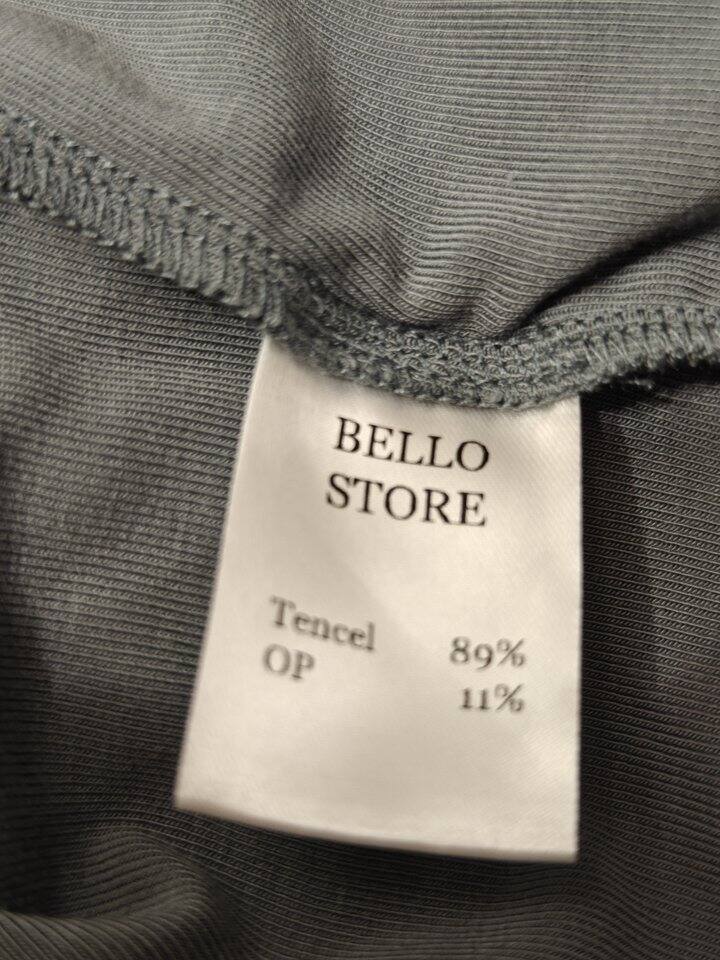 BELLO
STORE
Tencel 89%
OP 11%